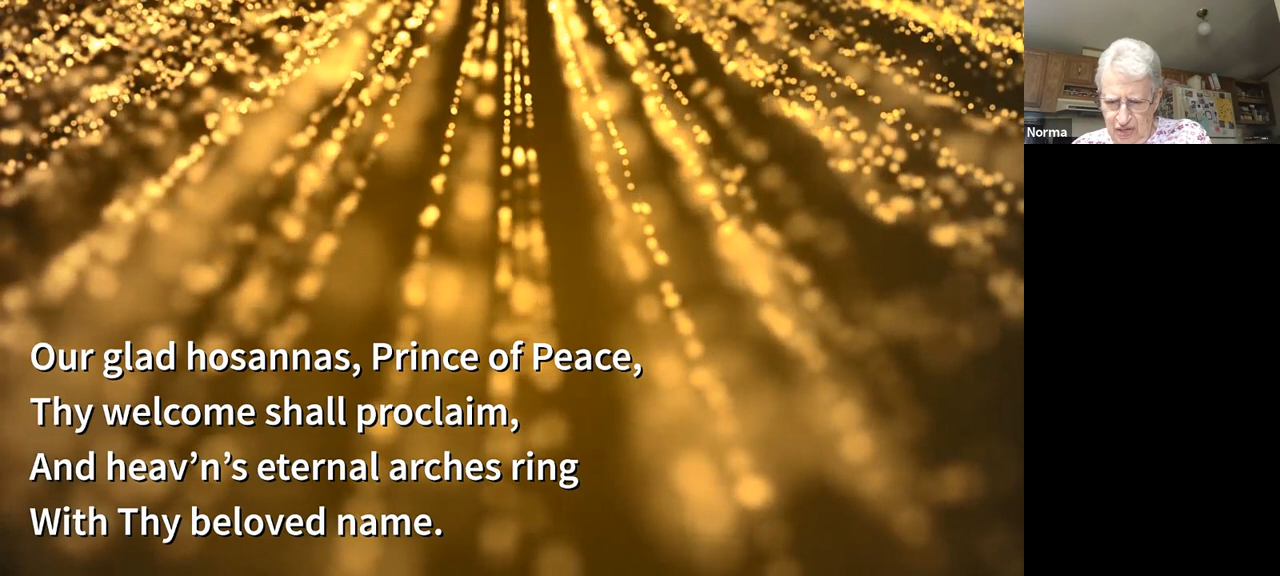 Our glad hosannas, Prince of Peace,
Thy welcome shall proclaim,
And heav’n’s eternal arches ring
With Thy beloved name.
Norma